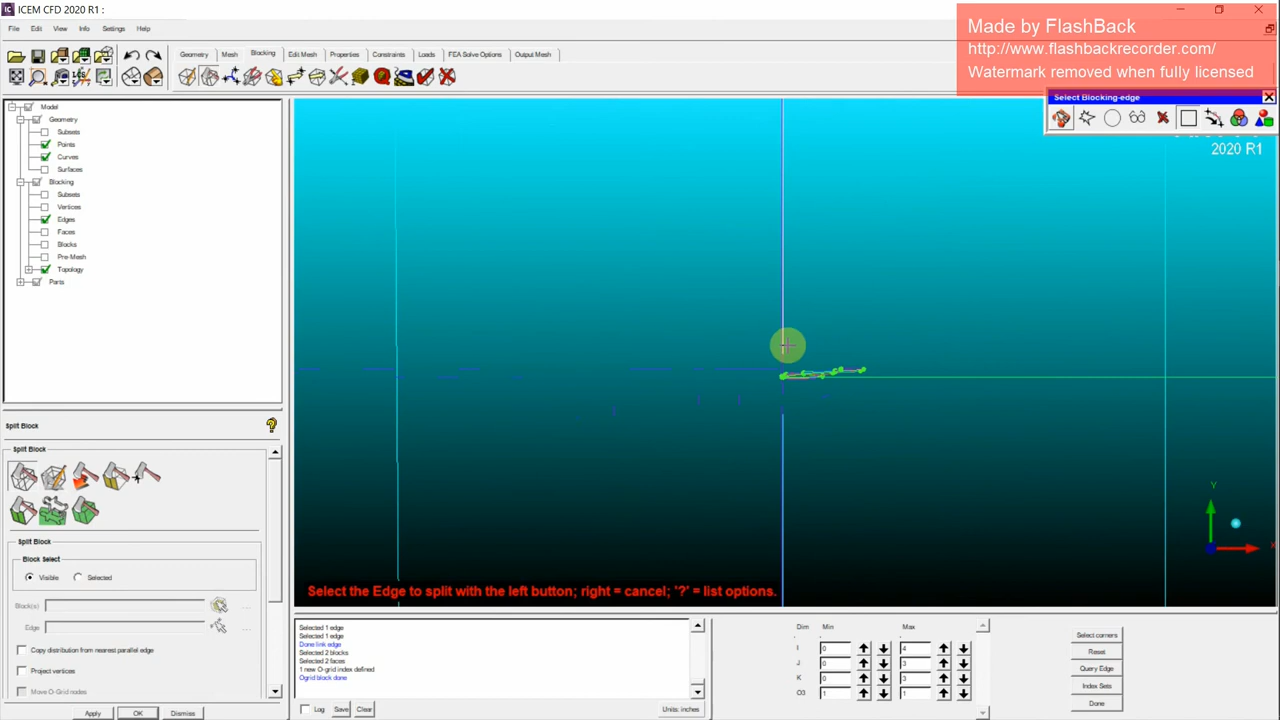 ICEM CFD 2020 R1 :
Made by FlashBack
http://www.flashbackrecorder.com/
Watermark removed when fully licensed
File Edit View Info Settings Help
Geometry Mesh Blocking Edit Mesh Properties Constraints Loads FEA Solve Options Output Mesh
LCS
Select Blocking-edge
2020 R1
Model
Geometry
Subsets
Points
Curves
Surfaces
Blocking
Subsets
Vertices
Edges
Faces
Blocks
Pre-Mesh
Topology
Parts
Split Block
Split Block
Split Block
Block Select
Visible Selected
Block(s)
Edge
Copy distribution from nearest parallel edge
Project vertices
Move O-Grid nodes
Apply OK Dismiss
Y
X
Select the Edge to split with the left button; right = cancel; '?' = list options.
Selected 1 edge
Selected 1 edge
Done link edge
Selected 2 blocks
Selected 2 faces
1 new O-grid index defined
Ogrid block done
Log Save Clear
Units: inches
Dim Min Max
I 0 4
J 0 3
K 0 3
O3 1 1
Select corners
Reset
Query Edge
Index Sets
Done